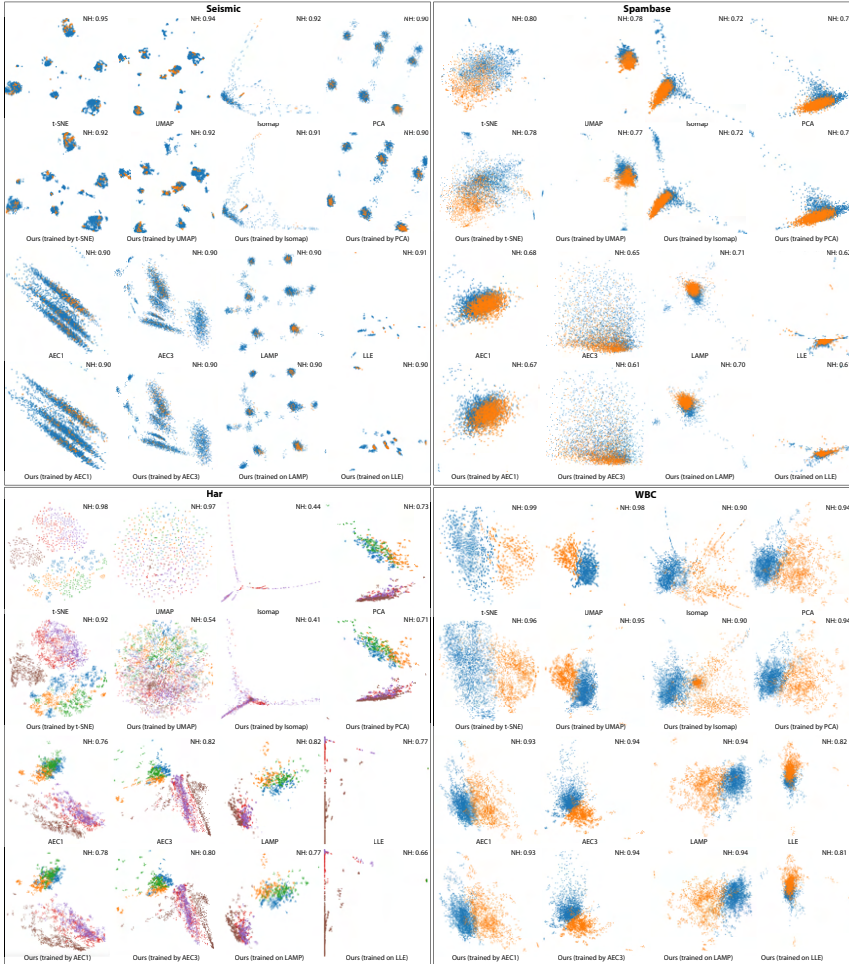 Seismic
NH: 0.95 NH: 0.94 NH: 0.92 NH: 0.90
t-SNE UMAP Isomap PCA
NH: 0.92 NH: 0.92 NH: 0.91 NH: 0.90
Ours (trained by t-SNE) Ours (trained by UMAP) Ours (trained by Isomap) Ours (trained by PCA)
NH: 0.90 NH: 0.90 NH: 0.90 NH: 0.91
AEC1 AEC3 LAMP LLE
NH: 0.90 NH: 0.90 NH: 0.90 NH: 0.90
Ours (trained by AEC1) Ours (trained by AEC3) Ours (trained on LAMP) Ours (trained on LLE)
Spambase
NH: 0.80 NH: 0.78 NH: 0.72 NH: 0.7
t-SNE UMAP Isomap PCA
NH: 0.78 NH: 0.77 NH: 0.72 NH: 0.7
Ours (trained by t-SNE) Ours (trained by UMAP) Ours (trained by Isomap) Ours (trained by PCA)
NH: 0.68 NH: 0.65 NH: 0.71 NH: 0.62
AEC1 AEC3 LAMP LLE
NH: 0.67 NH: 0.61 NH: 0.70 NH: 0.6
Ours (trained by AEC1) Ours (trained by AEC3) Ours (trained on LAMP) Ours (trained on LLE)
Har
NH: 0.98 NH: 0.97 NH: 0.44 NH: 0.73
t-SNE UMAP Isomap PCA
NH: 0.92 NH: 0.54 NH: 0.41 NH: 0.71
Ours (trained by t-SNE) Ours (trained by UMAP) Ours (trained by Isomap) Ours (trained by PCA)
NH: 0.76 NH: 0.82 NH: 0.82 NH: 0.77
AEC1 AEC3 LAMP LLE
NH: 0.78 NH: 0.80 NH: 0.77 NH: 0.66
Ours (trained by AEC1) Ours (trained by AEC3) Ours (trained on LAMP) Ours (trained on LLE)
WBC
NH: 0.99 NH: 0.98 NH: 0.90 NH: 0.94
t-SNE UMAP Isomap PCA
NH: 0.96 NH: 0.95 NH: 0.90 NH: 0.94
Ours (trained by t-SNE) Ours (trained by UMAP) Ours (trained by Isomap) Ours (trained by PCA)
NH: 0.93 NH: 0.94 NH: 0.94 NH: 0.82
AEC1 AEC3 LAMP LLE
NH: 0.93 NH: 0.94 NH: 0.94 NH: 0.81
Ours (trained by AEC1) Ours (trained by AEC3) Ours (trained on LAMP) Ours (trained on LLE)